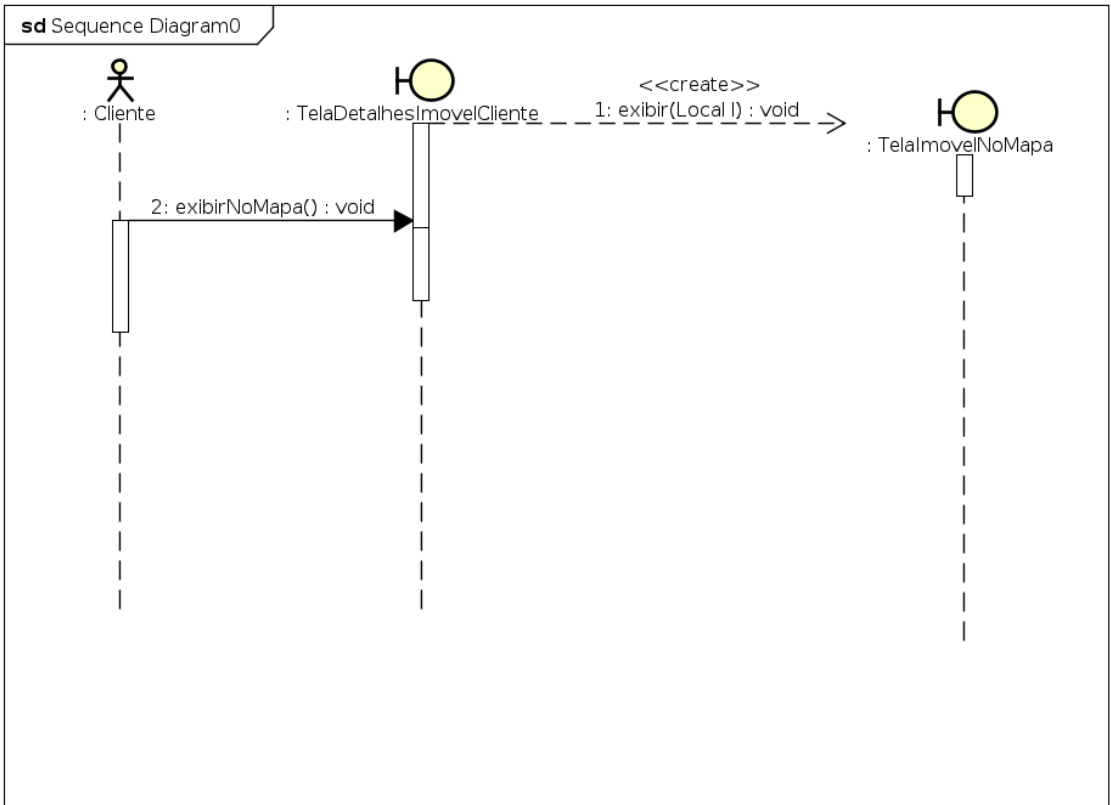 sd Sequence Diagram0
: Cliente
: TelaDetalhesImovelCliente
<<create>>
1: exibir(Local l) : void
: TelaImovelNoMapa
2: exibirNoMapa() : void